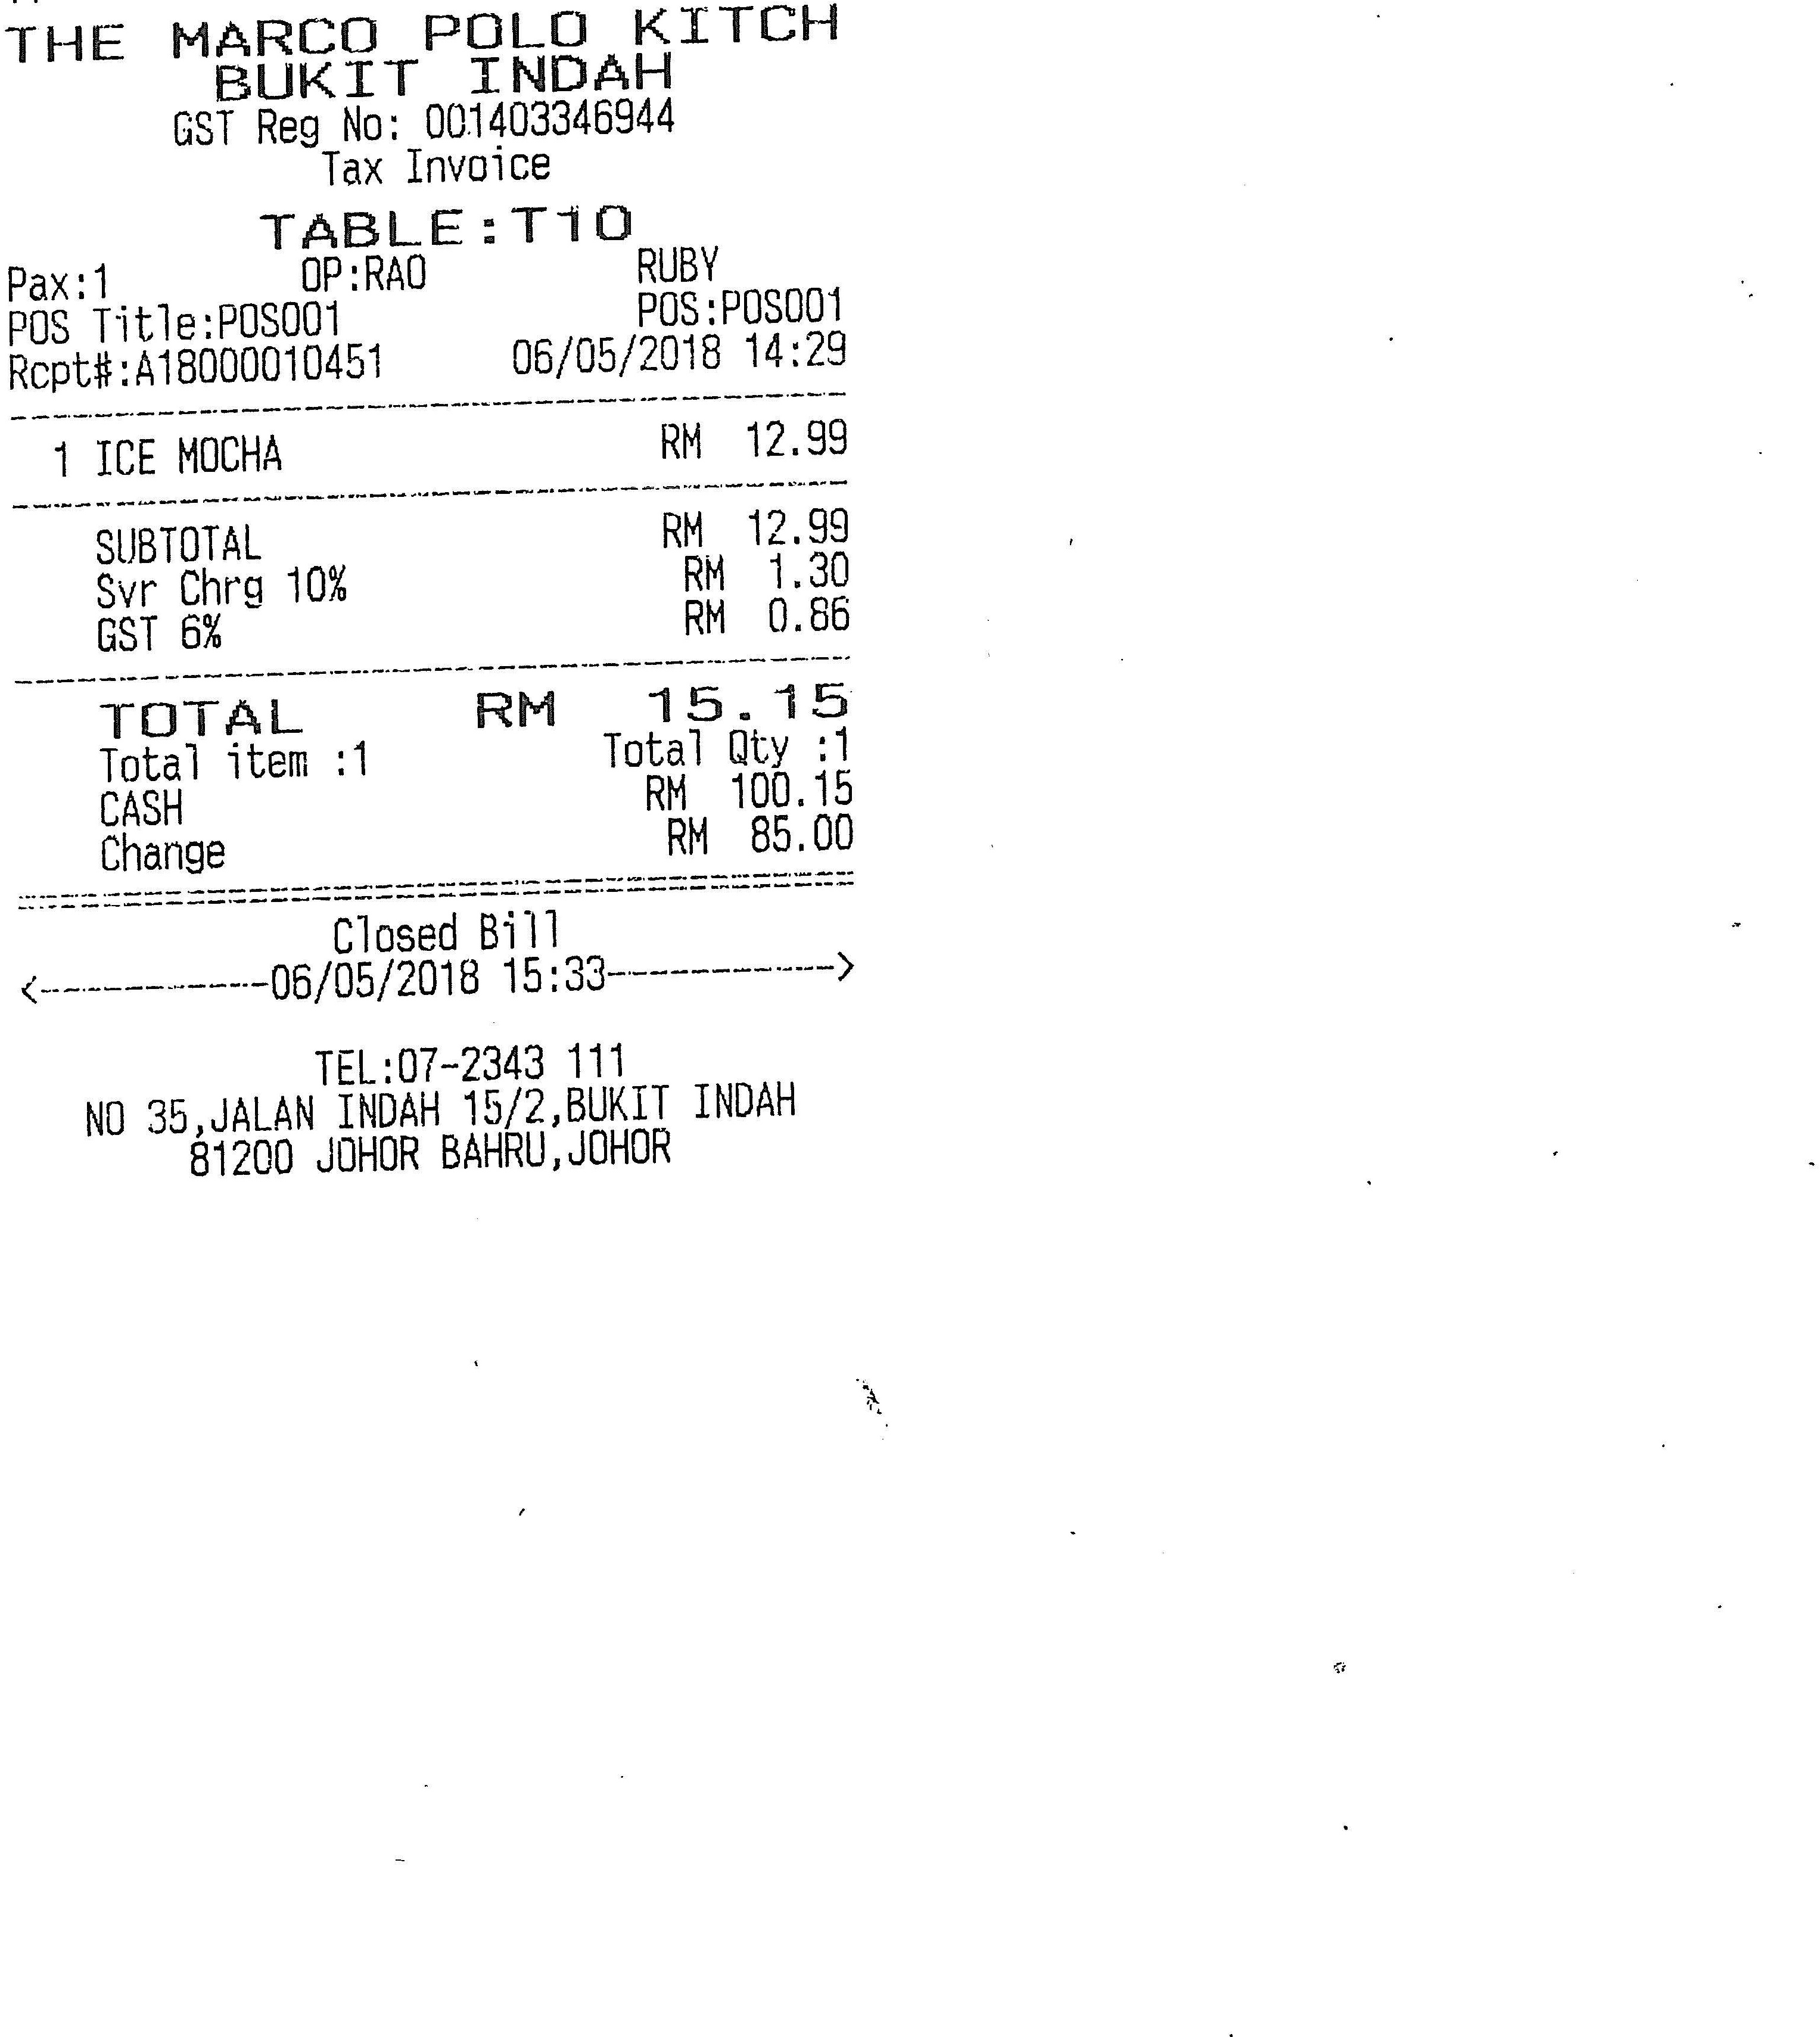 THE MARCO POLO KITCH
BUKIT INDAH
GST Reg No: 001403346944
Tax Invoice
TABLE:T10
Pax:1 OP:RAO RUBY
POS Title:POS001 POS:POS001
Rcpt#:A18000010451 06/05/2018 14:29
1 ICE MOCHA RM 12.99
SUBTOTAL RM 12.99
Svr Chrg 10% RM 1.30
GST 6% RM 0.86
TOTAL RM 15.15
Total item :1 Total Qty :1
CASH RM 100.15
Change RM 85.00
Closed Bill
<-----------06/05/2018 15:33----------->
TEL:07-2343 111
NO 35,JALAN INDAH 15/2,BUKIT INDAH
81200 JOHOR BAHRU,JOHOR